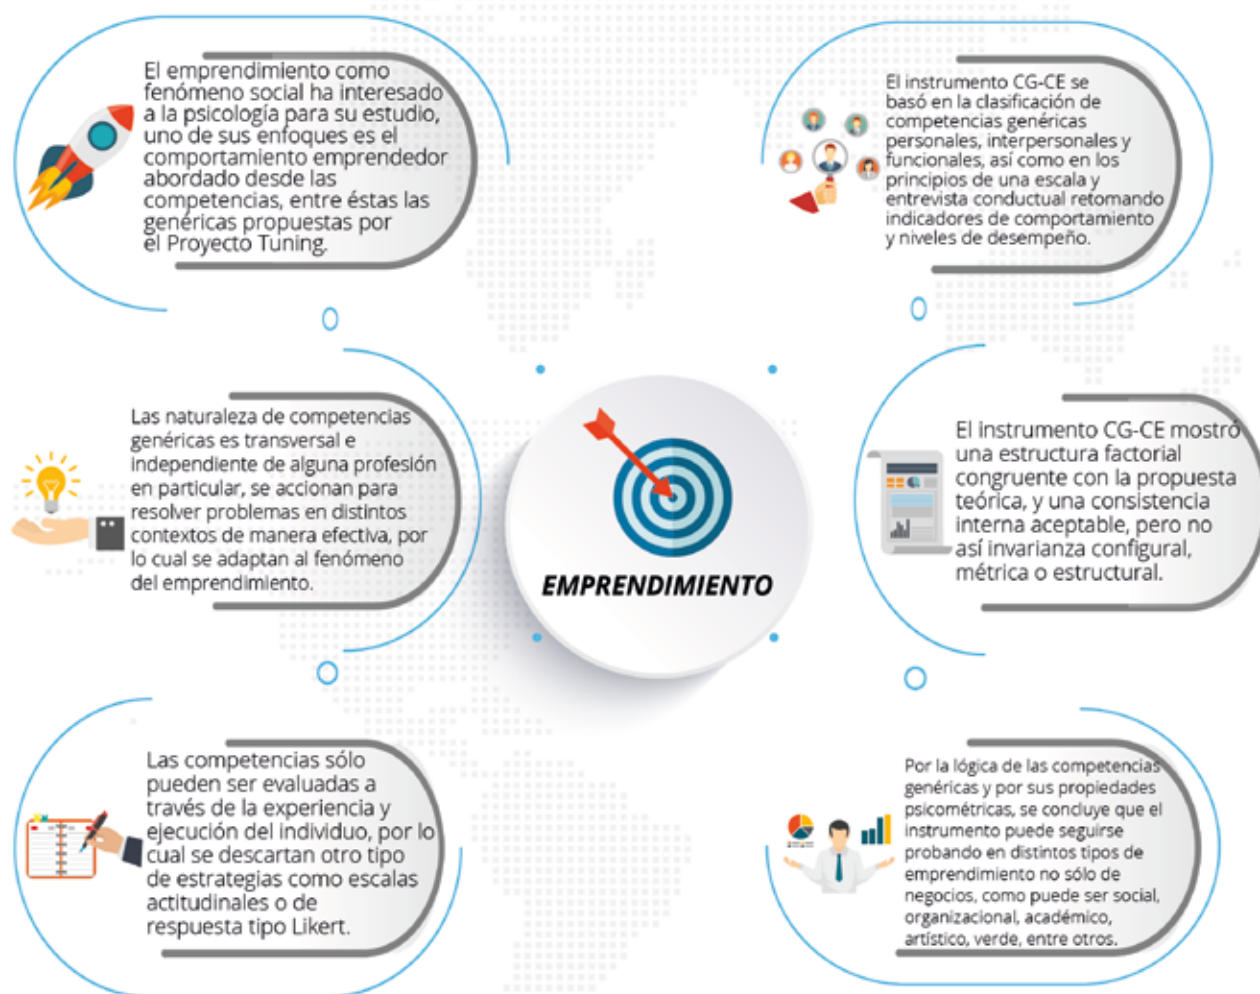 El emprendimiento como
fenómeno social ha interesado
a la psicología para su estudio,
uno de sus enfoques es el
comportamiento emprendedor
abordado desde las
competencias, entre éstas las
genéricas propuestas por
el Proyecto Tuning.
Las naturaleza de competencias
genéricas es transversal e
independiente de alguna profesión
en particular, se accionan para
resolver problemas en distintos
contextos de manera efectiva, por
lo cual se adaptan al fenómeno
del emprendimiento.
Las competencias sólo
pueden ser evaluadas a
través de la experiencia y
ejecución del individuo, por lo
cual se descartan otro tipo
de estrategias como escalas
actitudinales o de
respuesta tipo Likert.
EMPRENDIMIENTO
El instrumento CG-CE se
basó en la clasificación de
competencias genéricas
personales, interpersonales y
funcionales, así como en los
principios de una escala y
entrevista conductual retomando
indicadores de comportamiento
y niveles de desempeño.
El instrumento CG-CE mostró
una estructura factorial
congruente con la propuesta
teórica, y una consistencia
interna aceptable, pero no
así invarianza configural,
métrica o estructural.
Por la lógica de las competencias
genéricas y por sus propiedades
psicométricas, se concluye que el
instrumento puede seguirse
probando en distintos tipos de
emprendimiento no sólo de
negocios, como puede ser social,
organizacional, académico,
artístico, verde, entre otros.